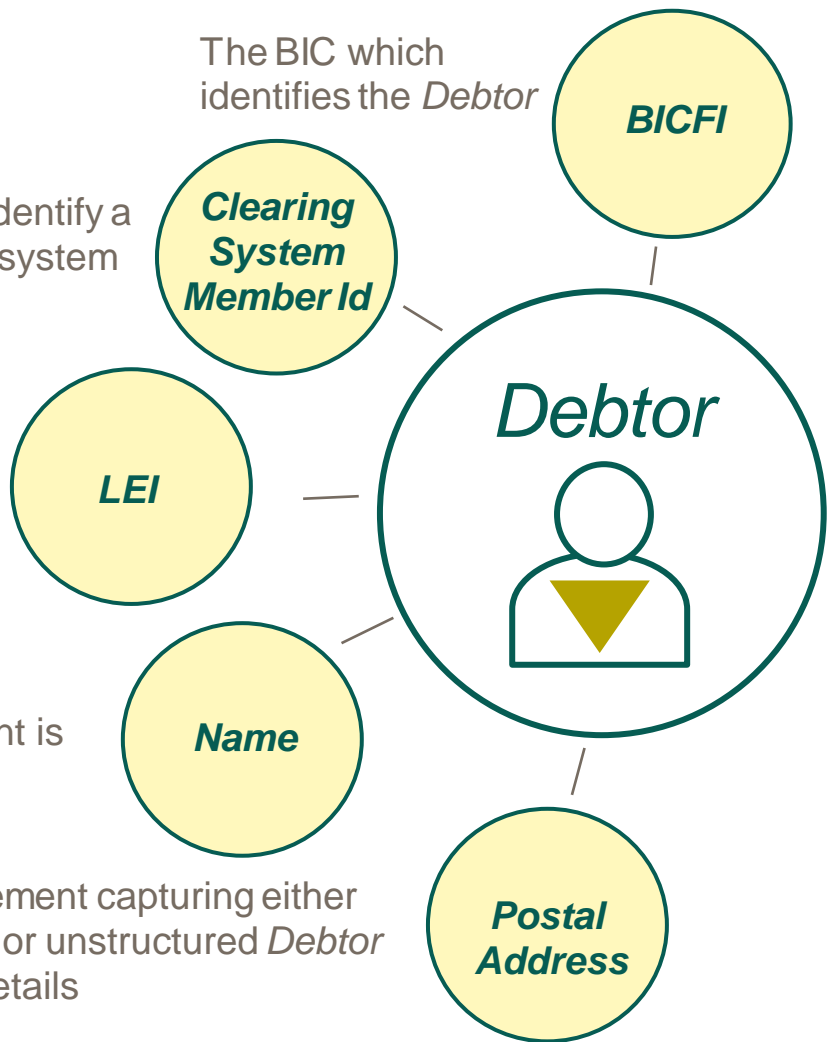 The BIC which
identifies the Debtor
BICFI
identify a
system
Clearing
System
Member Id
Debtor
LEI
nt is
Name
ement capturing either
or unstructured Debtor
etails
Postal
Address